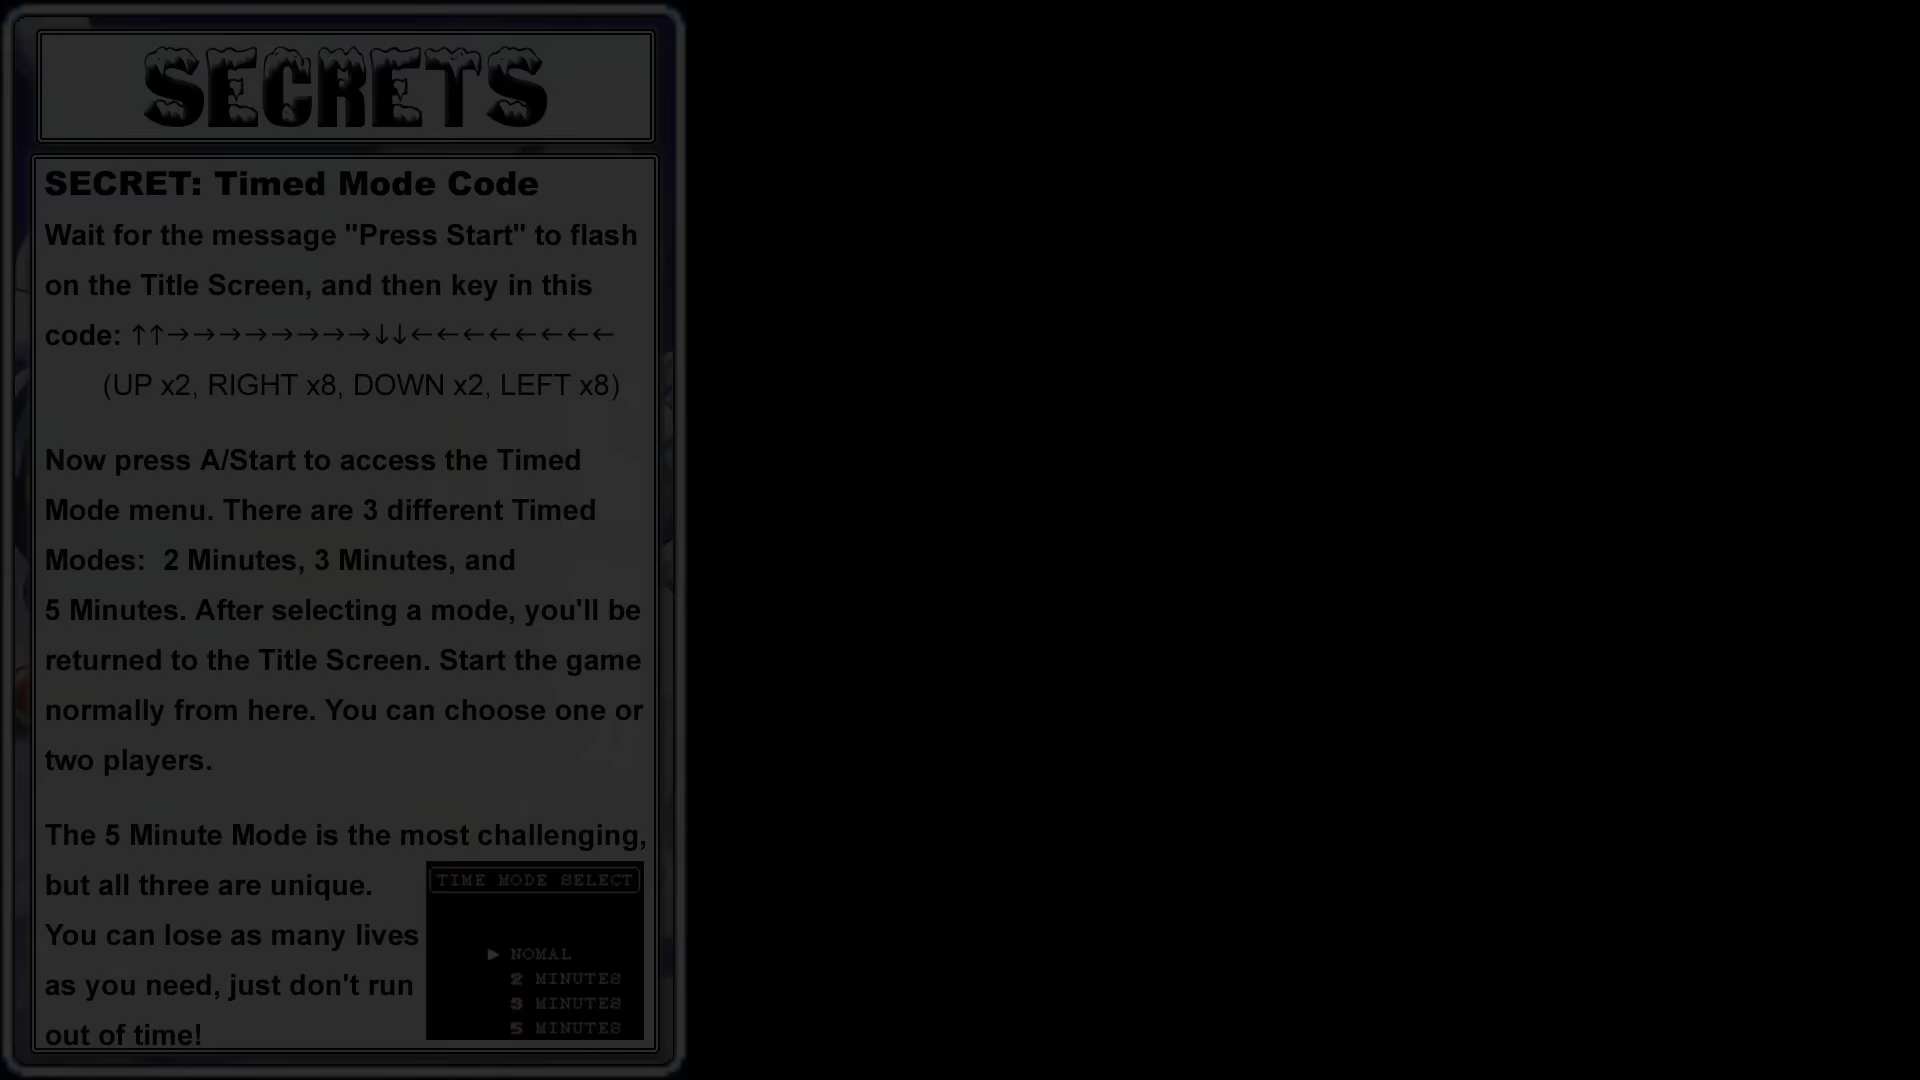 SECRETS
SECRET: Timed Mode Code
Wait for the message "Press Start" to flash
on the Title Screen, and then key in this
code: ↑↑→→→→→→→→↓↓←←←←←←←←
(UP x2, RIGHT x8, DOWN x2, LEFT x8)
Now press A/Start to access the Timed
Mode menu. There are 3 different Timed
Modes:  2 Minutes, 3 Minutes, and
5 Minutes. After selecting a mode, you'll be
returned to the Title Screen. Start the game
normally from here. You can choose one or
two players.
The 5 Minute Mode is the most challenging,
but all three are unique.
You can lose as many lives
as you need, just don't run
out of time!
TIME MODE SELECT
▶ NOMAL
2 MINUTES
3 MINUTES
5 MINUTES